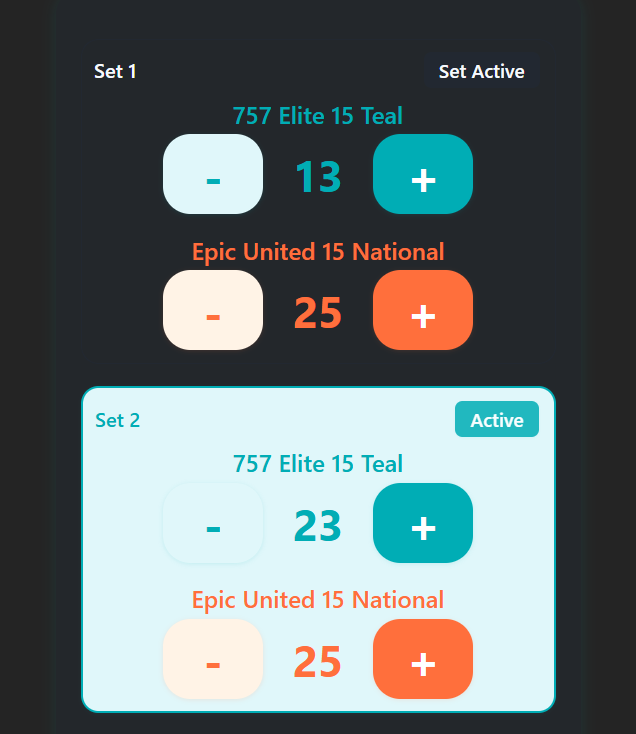 Set 1 Set Active
757 Elite 15 Teal
- 13 +
Epic United 15 National
- 25 +
Set 2 Active
757 Elite 15 Teal
- 23 +
Epic United 15 National
- 25 +